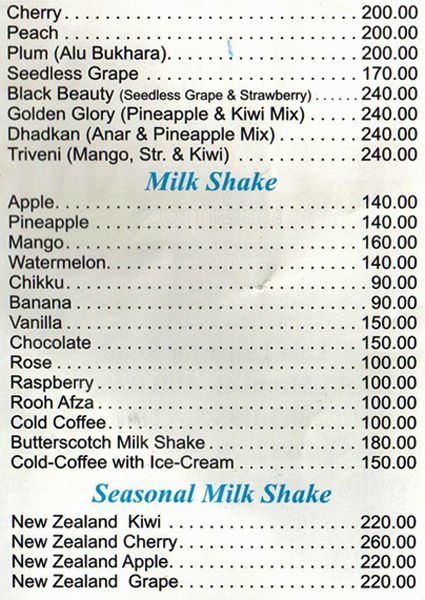 Cherry . . . . . . . . . . . . . . . . . . . . . . . . . . . . . 200.00
Peach . . . . . . . . . . . . . . . . . . . . . . . . . . . . . 200.00
Plum (Alu Bukhara). . . . . . . . . . . . . . . . . . . 200.00
Seedless Grape . . . . . . . . . . . . . . . . . . . . . 170.00
Black Beauty (Seedless Grape & Strawberry) . . . . . . 240.00
Golden Glory (Pineapple & Kiwi Mix) . . . . . 240.00
Dhadkan (Anar & Pineapple Mix) . . . . . . . . 240.00
Triveni (Mango, Str. & Kiwi) . . . . . . . . . . . . 240.00
Milk Shake
Apple. . . . . . . . . . . . . . . . . . . . . . . . . . . . . 140.00
Pineapple . . . . . . . . . . . . . . . . . . . . . . . . . 140.00
Mango. . . . . . . . . . . . . . . . . . . . . . . . . . . . 160.00
Watermelon. . . . . . . . . . . . . . . . . . . . . . . . 140.00
Chikku. . . . . . . . . . . . . . . . . . . . . . . . . . . . . 90.00
Banana . . . . . . . . . . . . . . . . . . . . . . . . . . . . 90.00
Vanilla . . . . . . . . . . . . . . . . . . . . . . . . . . . . 150.00
Chocolate . . . . . . . . . . . . . . . . . . . . . . . . . 150.00
Rose . . . . . . . . . . . . . . . . . . . . . . . . . . . . . 100.00
Raspberry . . . . . . . . . . . . . . . . . . . . . . . . . 100.00
Rooh Afza . . . . . . . . . . . . . . . . . . . . . . . . . 100.00
Cold Coffee. . . . . . . . . . . . . . . . . . . . . . . . 100.00
Butterscotch Milk Shake . . . . . . . . . . . . . . 180.00
Cold-Coffee with Ice-Cream . . . . . . . . . . . 150.00
Seasonal Milk Shake
New Zealand Kiwi . . . . . . . . . . . . . . . . . . 220.00
New Zealand Cherry. . . . . . . . . . . . . . . . . 260.00
New Zealand Apple. . . . . . . . . . . . . . . . . . 220.00
New Zealand Grape. . . . . . . . . . . . . . . . . 220.00